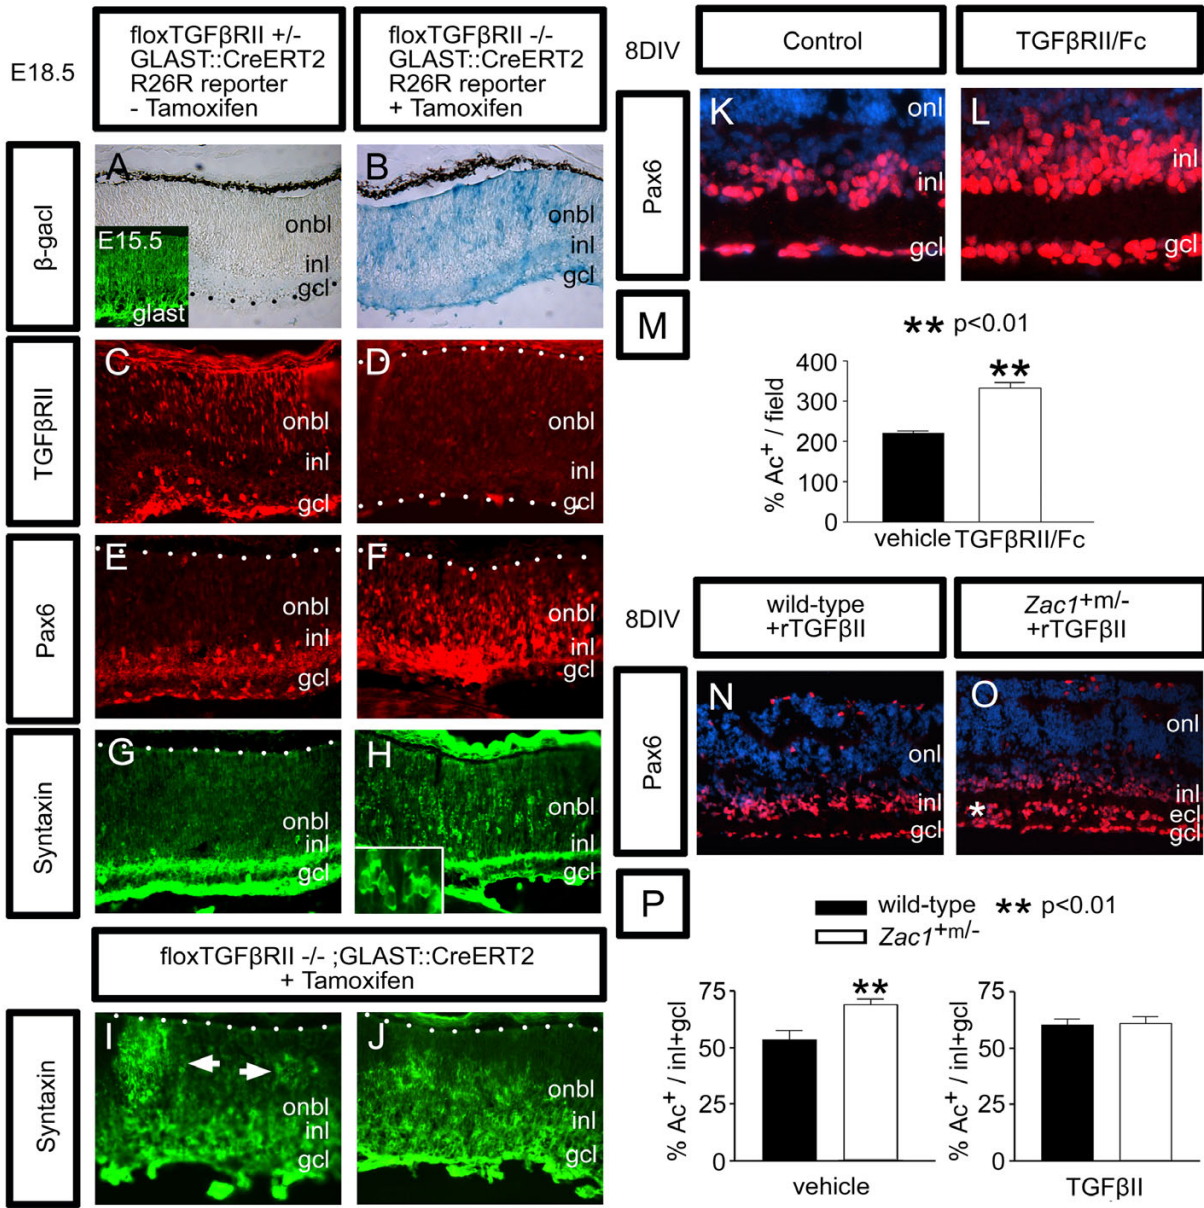 E18.5
floxTGFβRII +/-
GLAST::CreERT2
R26R reporter
- Tamoxifen
floxTGFβRII -/-
GLAST::CreERT2
R26R reporter
+ Tamoxifen
β-gacl
A
onbl
inl
gcl
E15.5
glast
B
onbl
inl
gcl
TGFβRII
C
onbl
inl
gcl
D
onbl
inl
gcl
Pax6
E
onbl
inl
gcl
F
onbl
inl
gcl
Syntaxin
G
onbl
inl
gcl
H
onbl
inl
gcl
floxTGFβRII -/- ;GLAST::CreERT2
+ Tamoxifen
Syntaxin
I
onbl
inl
gcl
J
onbl
inl
gcl
8DIV
Control
TGFβRII/Fc
Pax6
K
onl
inl
gcl
L
inl
gcl
M
** p<0.01
% Ac+ / field
400
300
200
100
0
**
vehicle TGFβRII/Fc
8DIV
wild-type
+rTGFβII
Zac1+m/-
+rTGFβII
Pax6
N
onl
inl
gcl
O
onl
inl
ecl
gcl
*
P
wild-type ** p<0.01
Zac1+m/-
% Ac+ / inl+gcl
75
50
25
0
**
vehicle
% Ac+ / inl+gcl
75
50
25
0
TGFβII